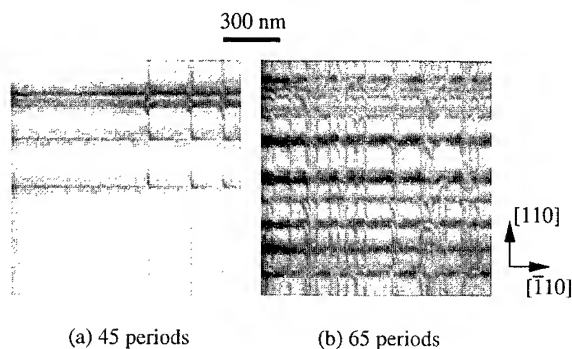 300 nm
[110]
[1̄10]
(a) 45 periods
(b) 65 periods